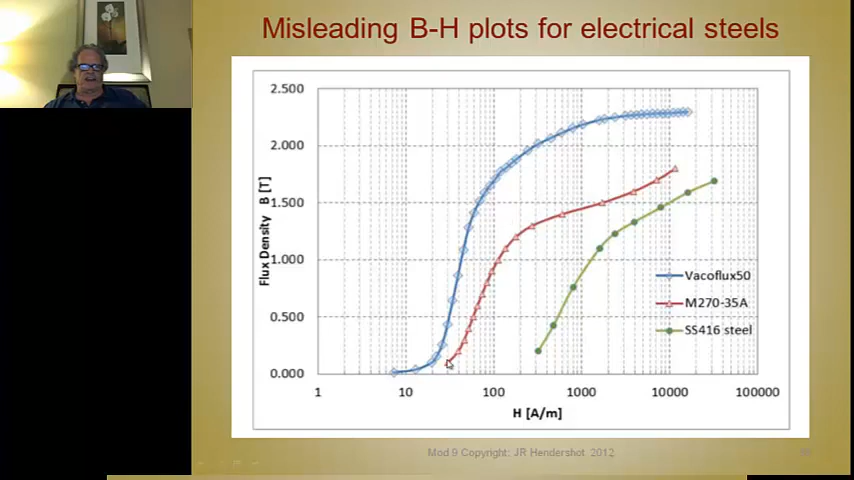 Misleading B-H plots for electrical steels
2.500
2.000
1.500
1.000
0.500
0.000
Flux Density B [T]
1 10 100 1000 10000 100000
H [A/m]
Vacoflux50
M270-35A
SS416 steel
Mod 9 Copyright: JR Hendershot 2012